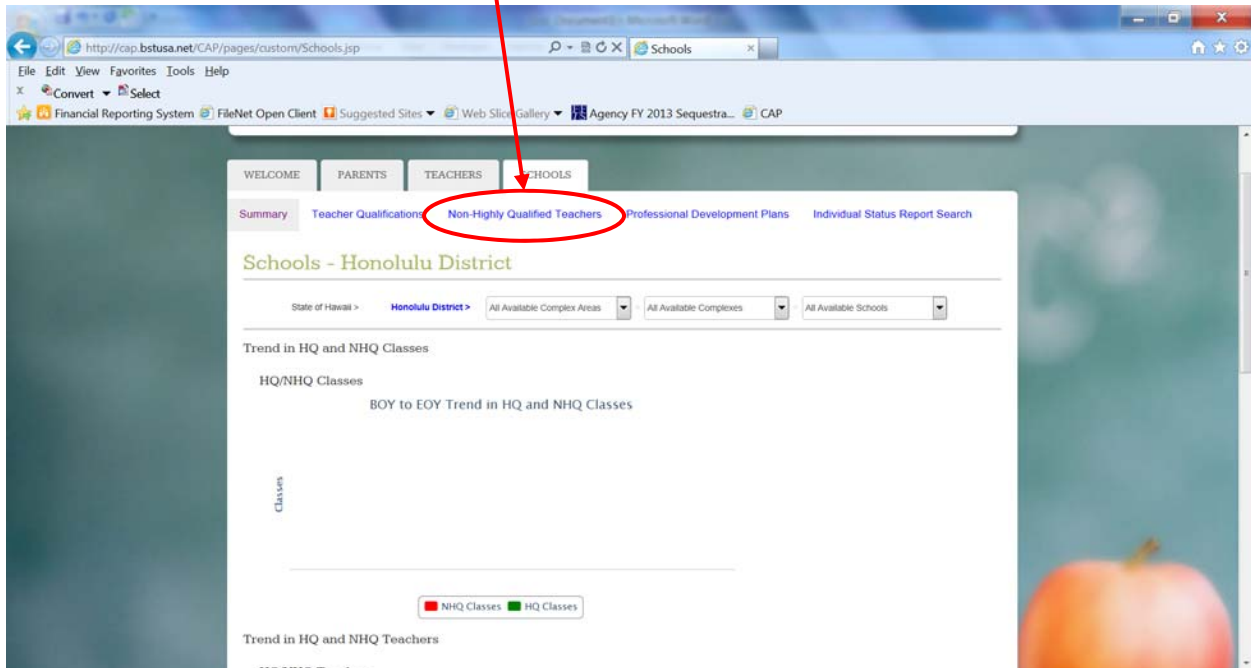 http://cap.bstusa.net/CAP/pages/custom/Schools.jsp Schools
File Edit View Favorites Tools Help
x Convert Select
Financial Reporting System FileNet Open Client Suggested Sites Web Slice Gallery Agency FY 2013 Sequestra... CAP
WELCOME PARENTS TEACHERS SCHOOLS
Summary Teacher Qualifications Non-Highly Qualified Teachers Professional Development Plans Individual Status Report Search
Schools - Honolulu District
State of Hawaii > Honolulu District > All Available Complex Areas All Available Complexes All Available Schools
Trend in HQ and NHQ Classes
HQ/NHQ Classes
BOY to EOY Trend in HQ and NHQ Classes
Classes
NHQ Classes HQ Classes
Trend in HQ and NHQ Teachers